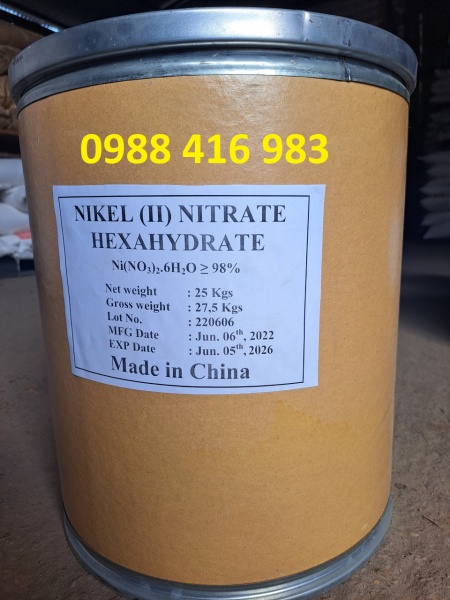 0988 416 983
NIKEL (II) NITRATE
HEXAHYDRATE
Ni(NO₃)₂.6H₂O ≥ 98%
Net weight : 25 Kgs
Gross weight : 27,5 Kgs
Lot No. : 220606
MFG Date : Jun. 06th, 2022
EXP Date : Jun. 05th, 2026
Made in China